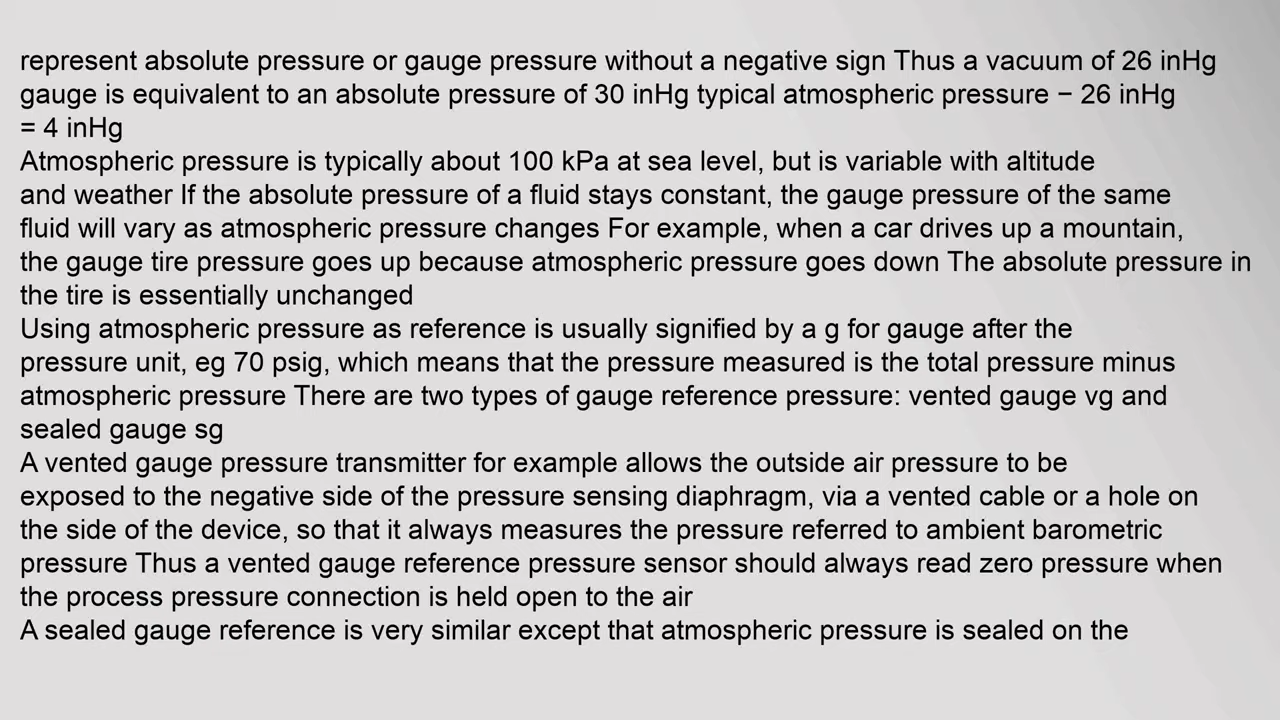 represent absolute pressure or gauge pressure without a negative sign Thus a vacuum of 26 inHg
gauge is equivalent to an absolute pressure of 30 inHg typical atmospheric pressure − 26 inHg
= 4 inHg
Atmospheric pressure is typically about 100 kPa at sea level, but is variable with altitude
and weather If the absolute pressure of a fluid stays constant, the gauge pressure of the same
fluid will vary as atmospheric pressure changes For example, when a car drives up a mountain,
the gauge tire pressure goes up because atmospheric pressure goes down The absolute pressure in
the tire is essentially unchanged
Using atmospheric pressure as reference is usually signified by a g for gauge after the
pressure unit, eg 70 psig, which means that the pressure measured is the total pressure minus
atmospheric pressure There are two types of gauge reference pressure: vented gauge vg and
sealed gauge sg
A vented gauge pressure transmitter for example allows the outside air pressure to be
exposed to the negative side of the pressure sensing diaphragm, via a vented cable or a hole on
the side of the device, so that it always measures the pressure referred to ambient barometric
pressure Thus a vented gauge reference pressure sensor should always read zero pressure when
the process pressure connection is held open to the air
A sealed gauge reference is very similar except that atmospheric pressure is sealed on the